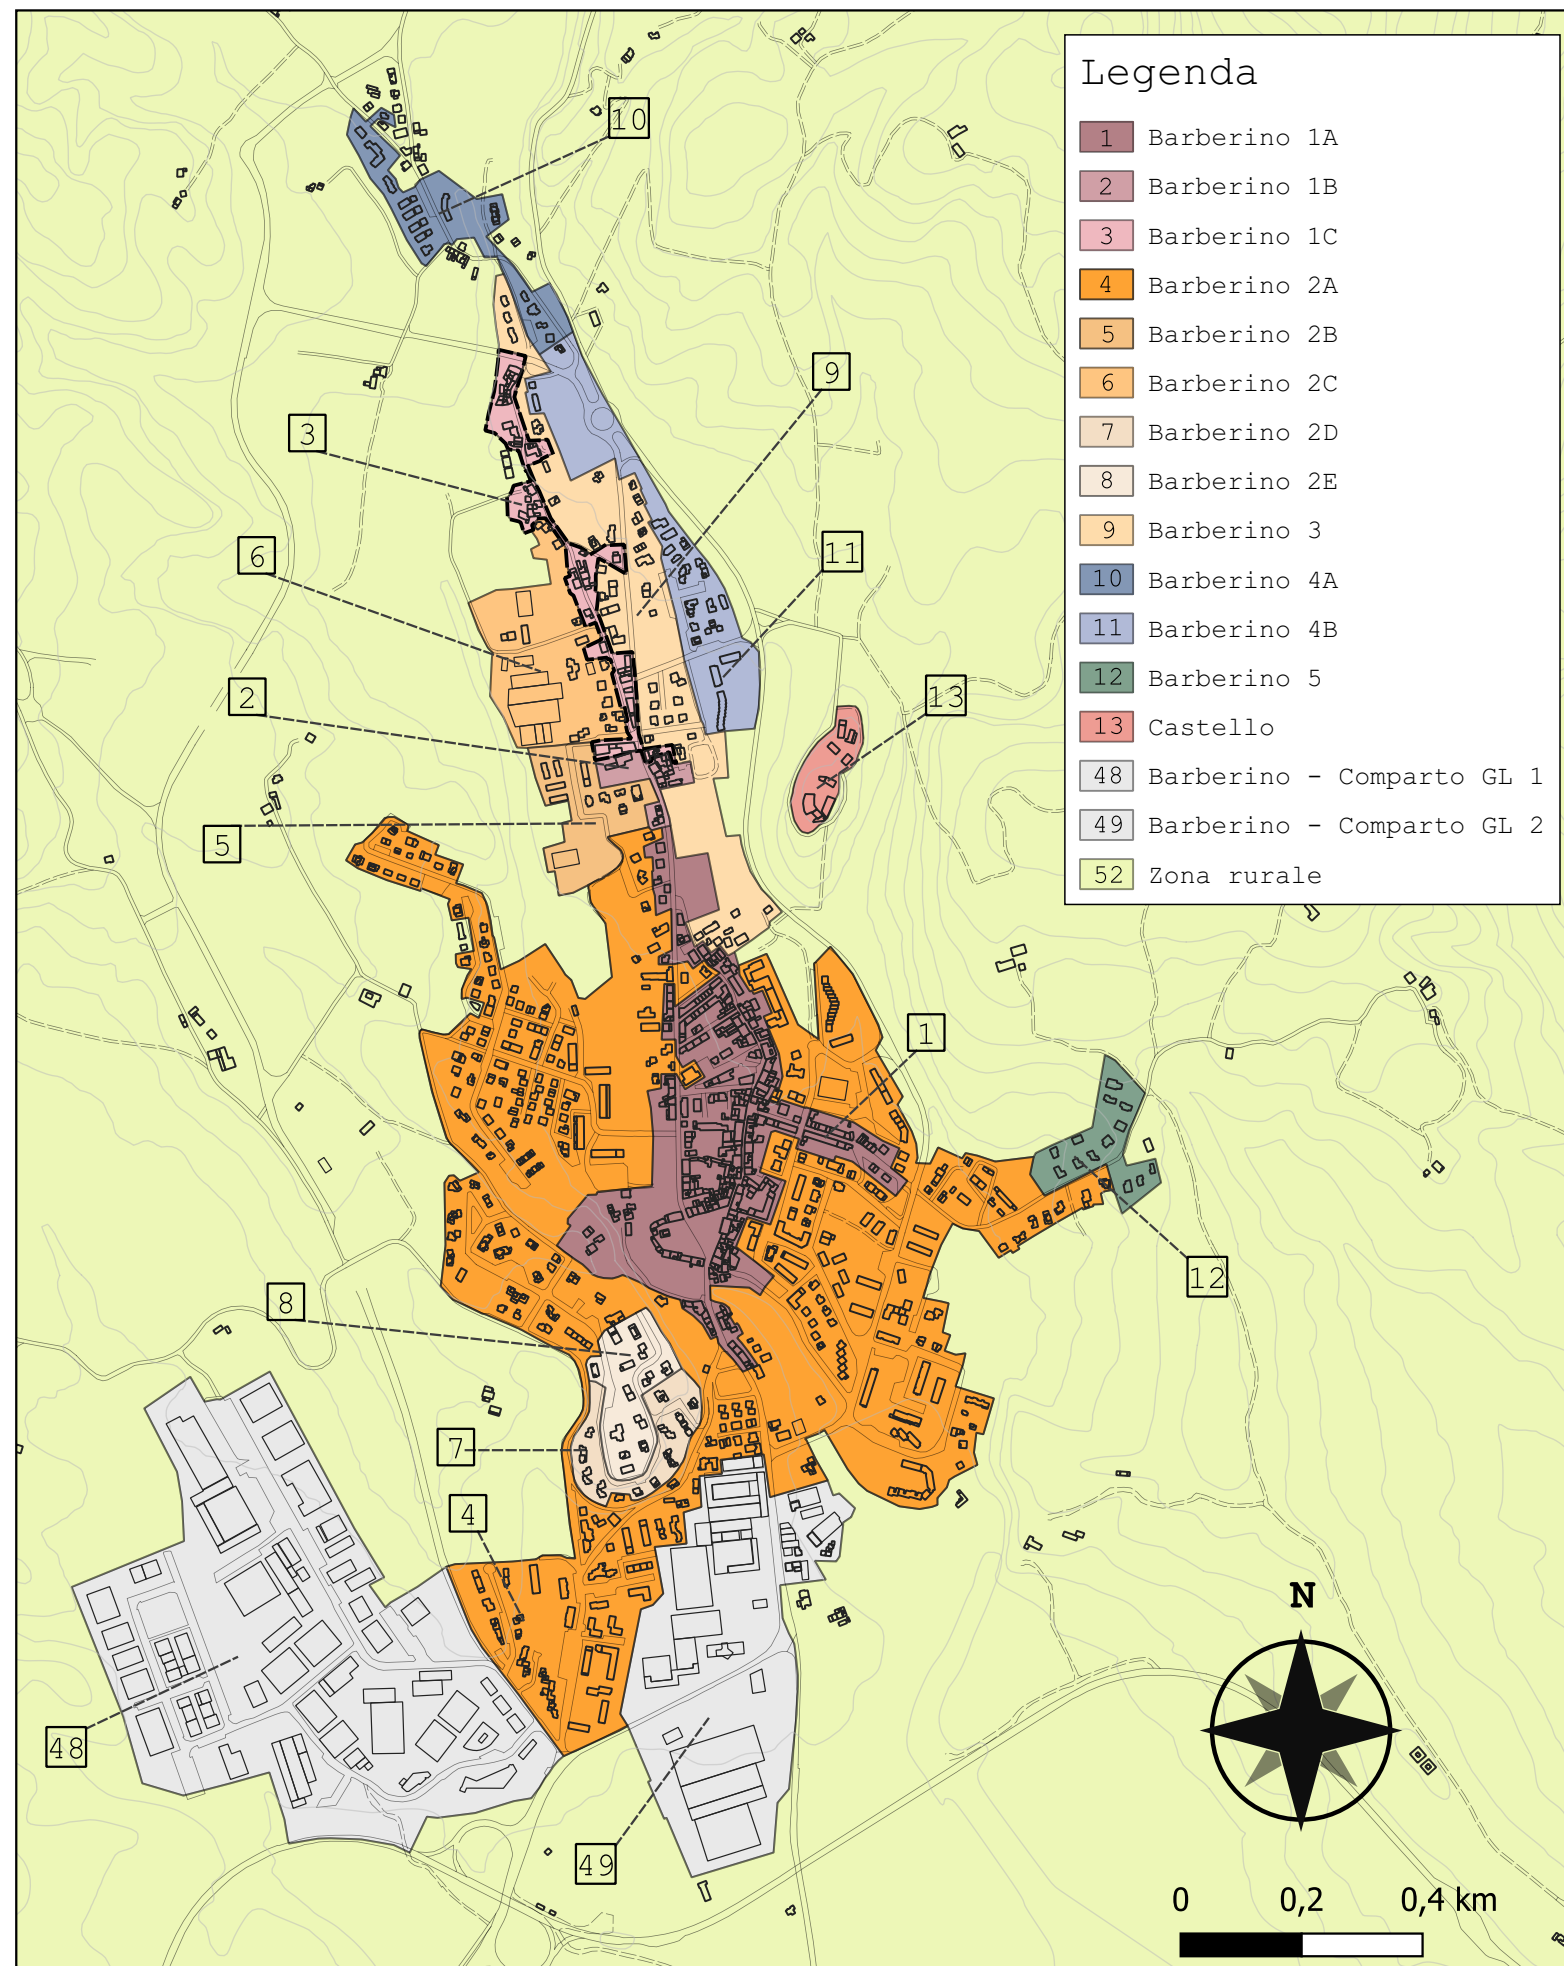 Legenda
1 Barberino 1A
2 Barberino 1B
3 Barberino 1C
4 Barberino 2A
5 Barberino 2B
6 Barberino 2C
7 Barberino 2D
8 Barberino 2E
9 Barberino 3
10 Barberino 4A
11 Barberino 4B
12 Barberino 5
13 Castello
48 Barberino - Comparto GL 1
49 Barberino - Comparto GL 2
52 Zona rurale
10
9
3
11
6
13
2
5
1
12
8
7
4
48
49
N
0 0,2 0,4 km